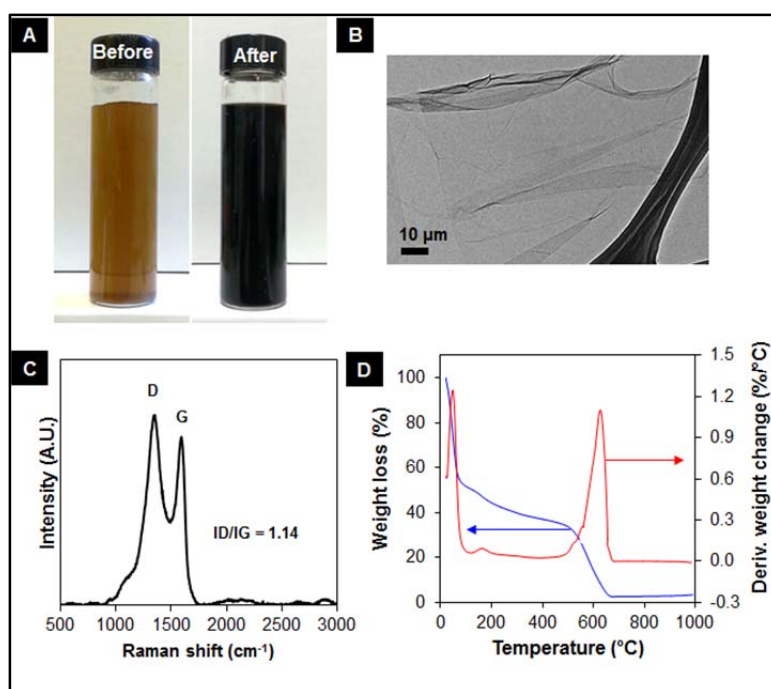 A
Before
After
B
10 µm
C
D
G
ID/IG = 1.14
Intensity (A.U.)
500 1000 1500 2000 2500 3000
Raman shift (cm-1)
D
Weight loss (%)
100
80
60
40
20
0
0 200 400 600 800 1000
Temperature (°C)
1.5
1.2
0.9
0.6
0.3
0.0
-0.3
Deriv. weight change (%/°C)